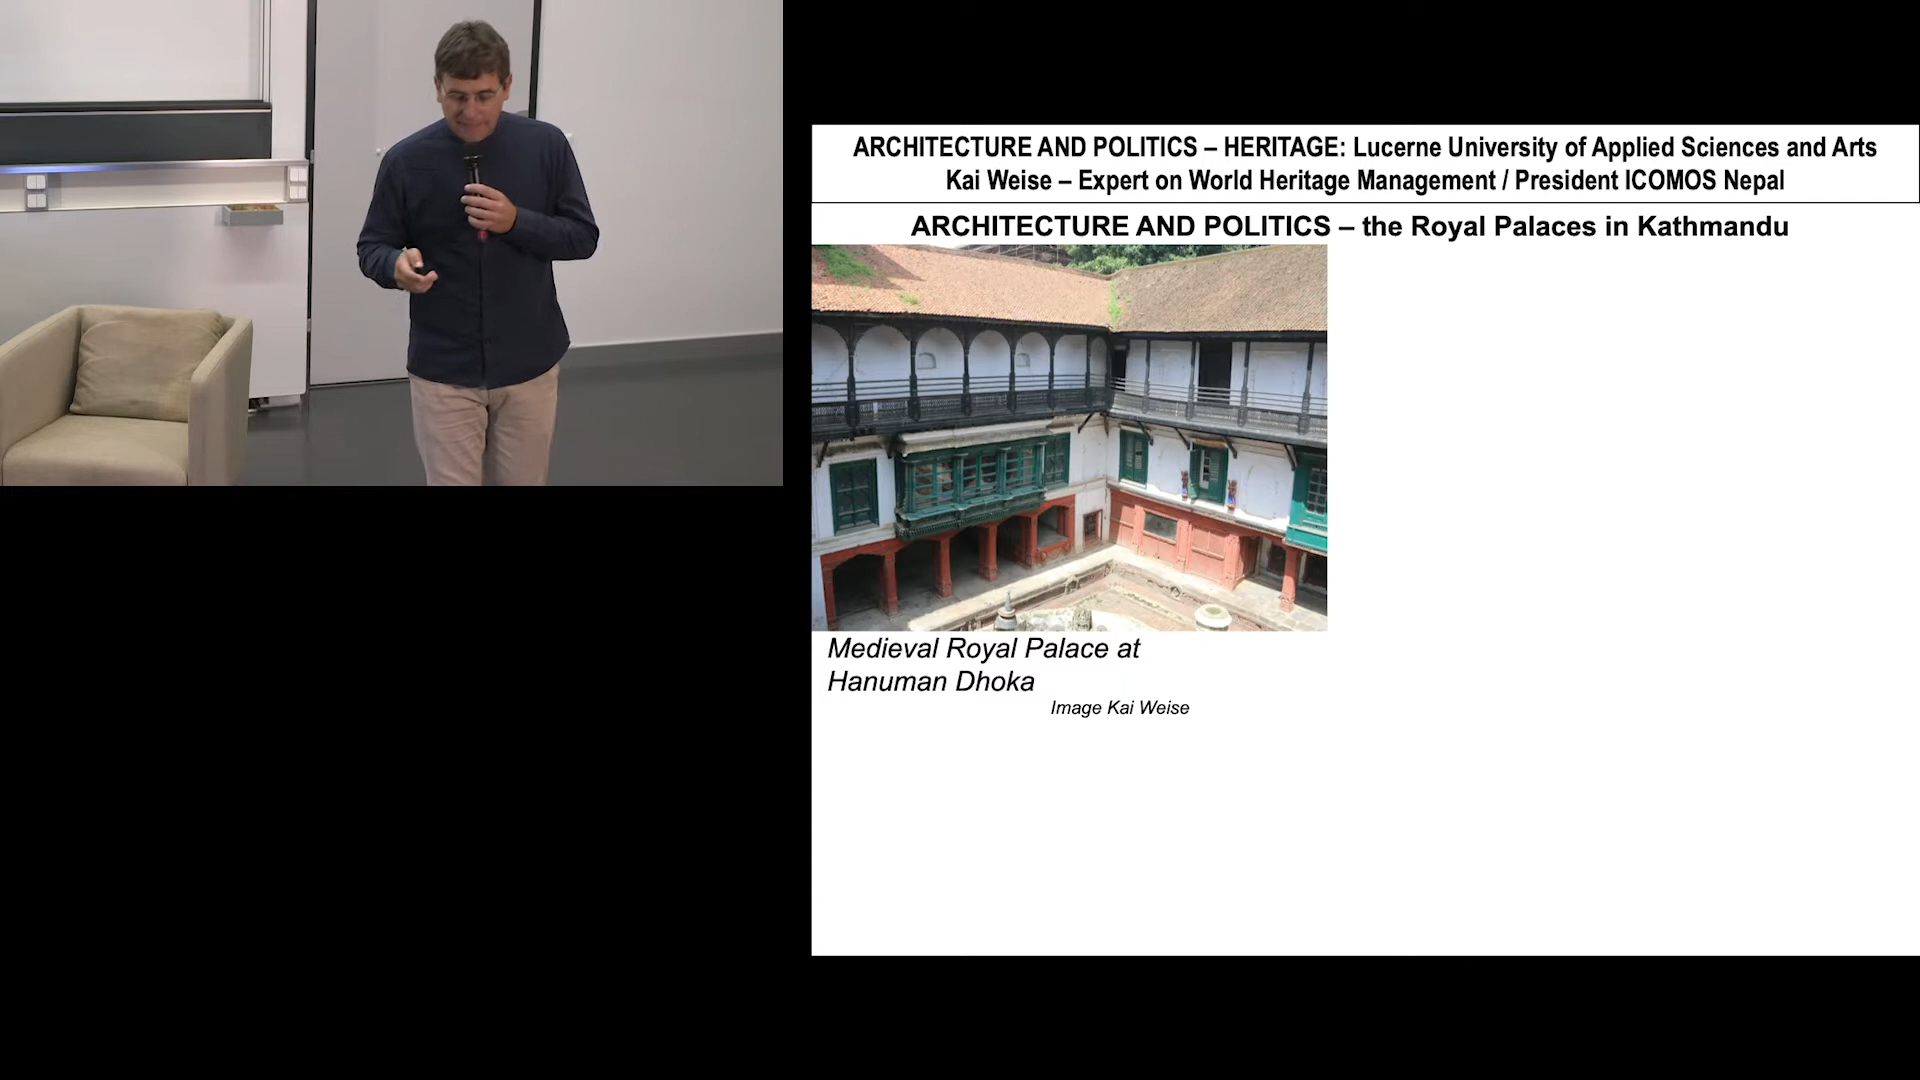 ARCHITECTURE AND POLITICS – HERITAGE: Lucerne University of Applied Sciences and Arts
Kai Weise – Expert on World Heritage Management / President ICOMOS Nepal
ARCHITECTURE AND POLITICS – the Royal Palaces in Kathmandu
Medieval Royal Palace at
Hanuman Dhoka
Image Kai Weise